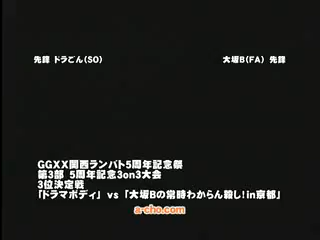 先鋒 ドラごん(SO)
大塚B(FA) 先鋒
GGXX関西ランバト5周年記念祭
第3部 5周年記念3on3大会
3位決定戦
「ドラマボディ」 vs 「大塚Bの常時わからん殺し!in京都」
a-cho.com